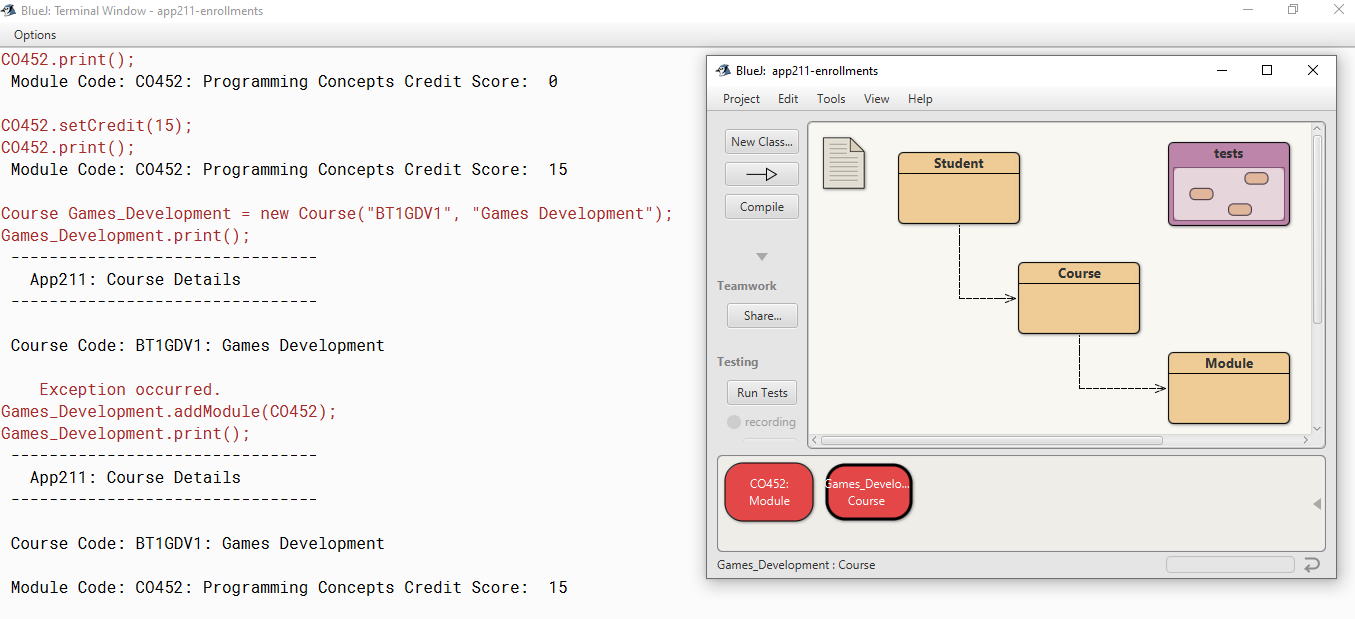 BlueJ: Terminal Window - app211-enrollments
Options
CO452.print();
Module Code: CO452: Programming Concepts Credit Score:  0
CO452.setCredit(15);
CO452.print();
Module Code: CO452: Programming Concepts Credit Score:  15
Course Games_Development = new Course("BT1GDV1", "Games Development");
Games_Development.print();
--------------------------------
App211: Course Details
--------------------------------
Course Code: BT1GDV1: Games Development
Exception occurred.
Games_Development.addModule(CO452);
Games_Development.print();
--------------------------------
App211: Course Details
--------------------------------
Course Code: BT1GDV1: Games Development
Module Code: CO452: Programming Concepts Credit Score:  15
BlueJ:  app211-enrollments
Project Edit Tools View Help
New Class...
Compile
Teamwork
Share...
Testing
Run Tests
recording
Student
tests
Course
Module
CO452:
Module
Games_Develo...
Course
Games_Development : Course